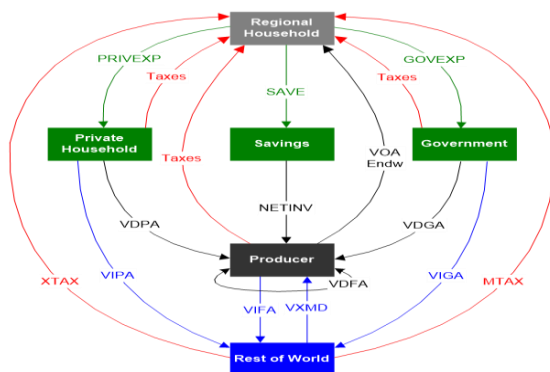 Regional
Household
PRIVEXP
GOVEXP
Taxes
Taxes
SAVE
Private
Household
Savings
Government
Taxes
VOA
Endw
NETINV
VDPA
VDGA
Producer
XTAX
VIPA
VDFA
VIGA
MTAX
VIFA
VXMD
Rest of World